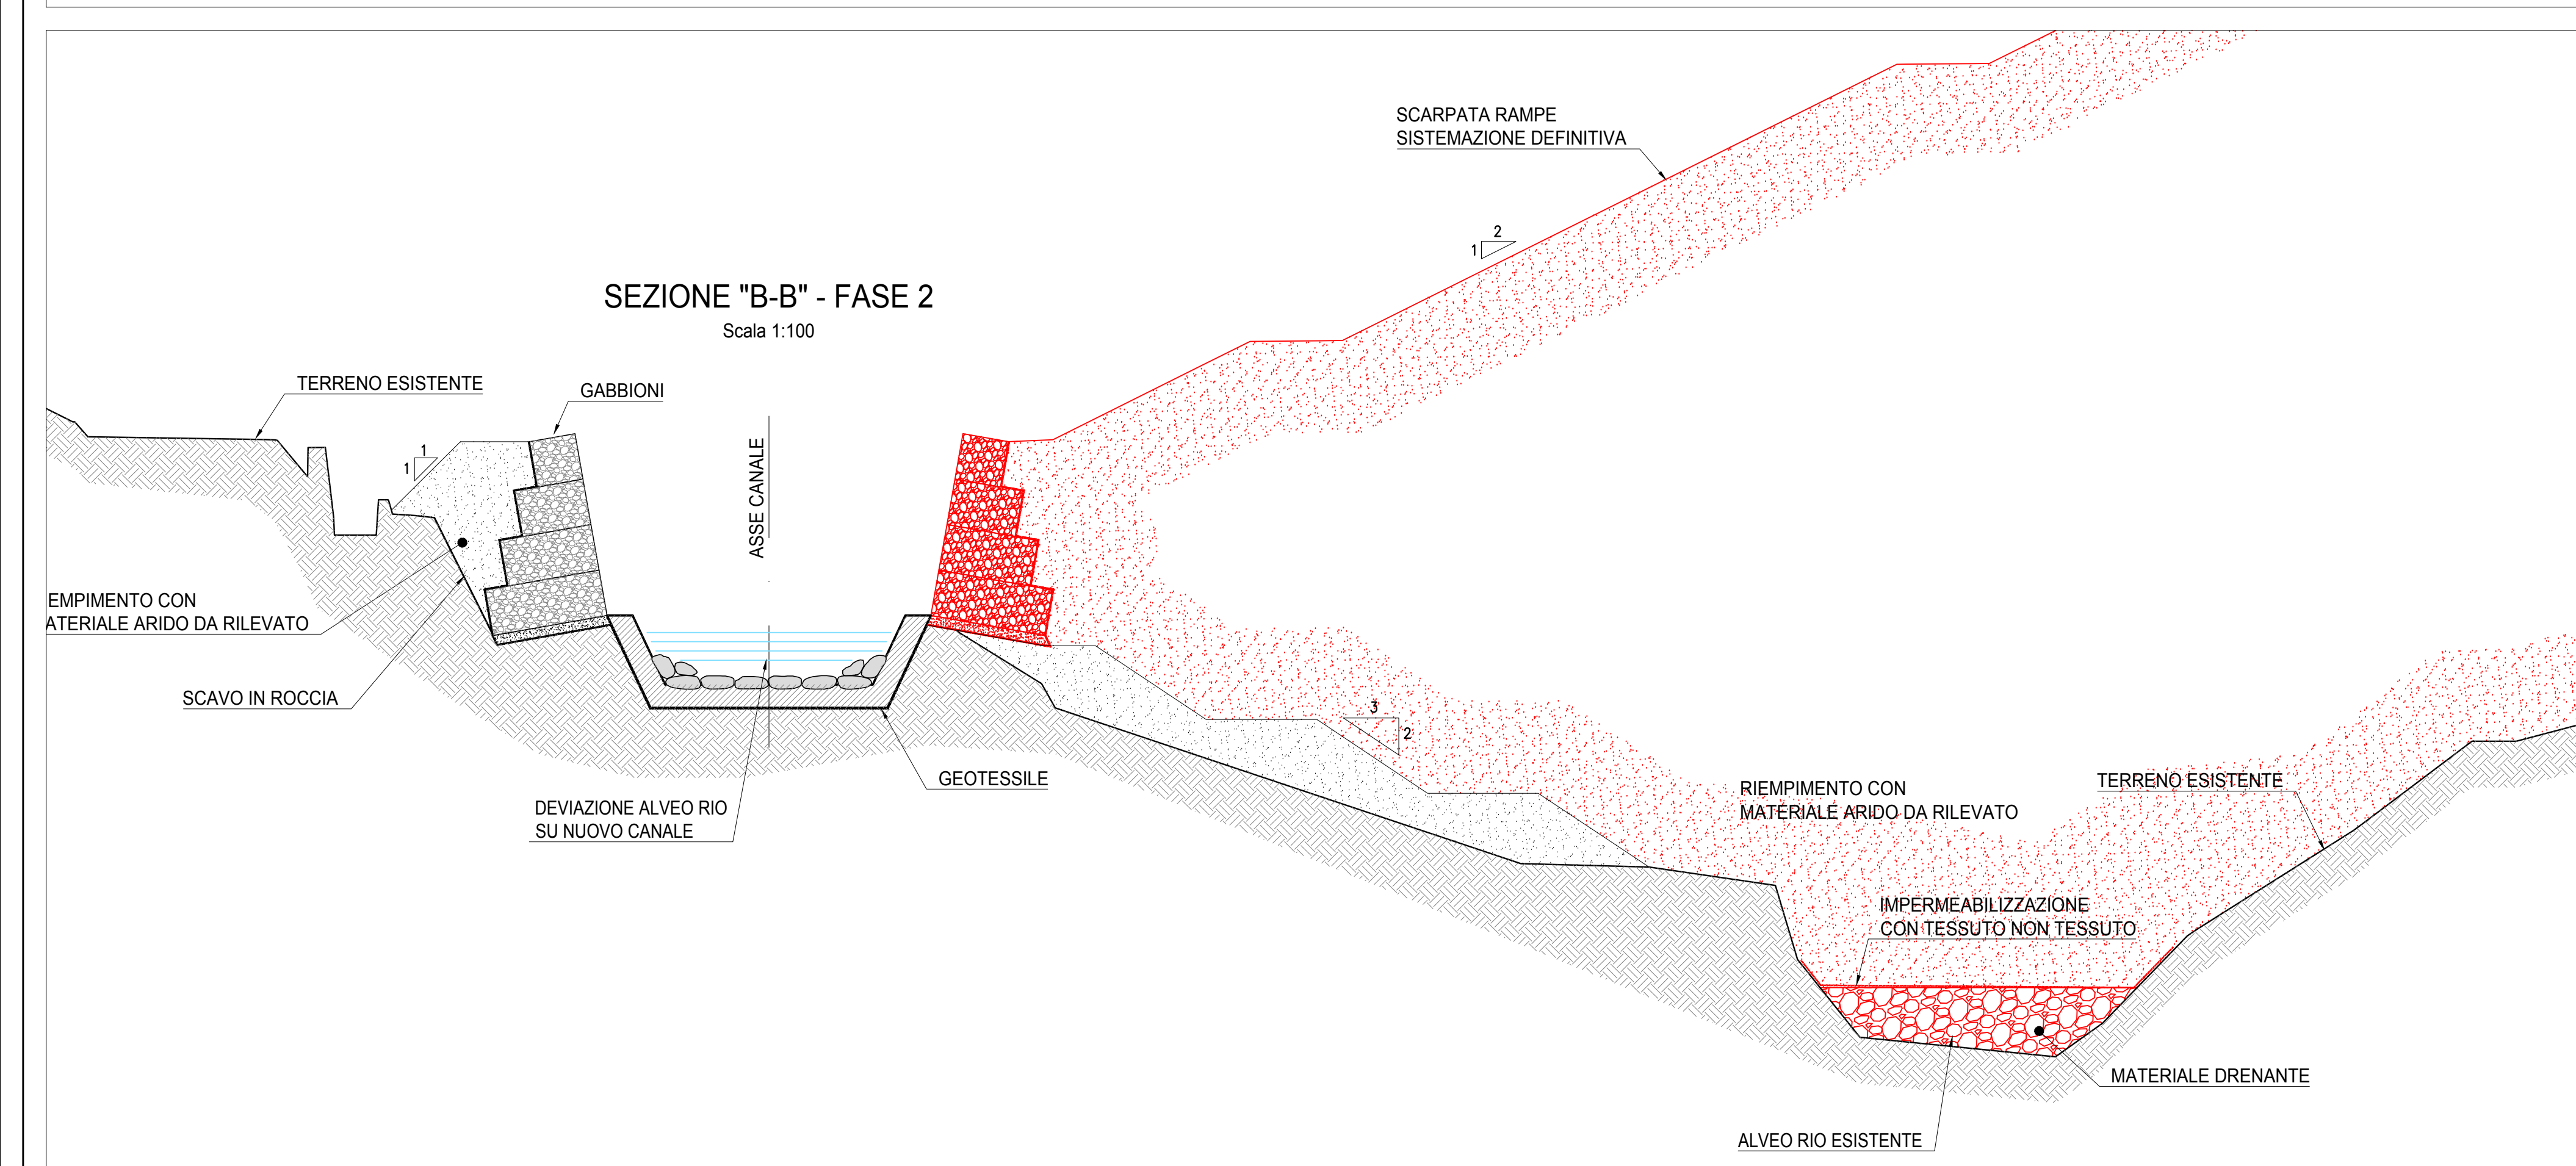 SCARPATA RAMPE
SISTEMAZIONE DEFINITIVA
2
1
SEZIONE "B-B" - FASE 2
Scala 1:100
TERRENO ESISTENTE
GABBIONI
ASSE CANALE
1
1
EMPIMENTO CON
ATERIALE ARIDO DA RILEVATO
SCAVO IN ROCCIA
3
2
GEOTESSILE
DEVIAZIONE ALVEO RIO
SU NUOVO CANALE
RIEMPIMENTO CON
MATERIALE ARIDO DA RILEVATO
TERRENO ESISTENTE
IMPERMEABILIZZAZIONE
CON TESSUTO NON TESSUTO
MATERIALE DRENANTE
ALVEO RIO ESISTENTE